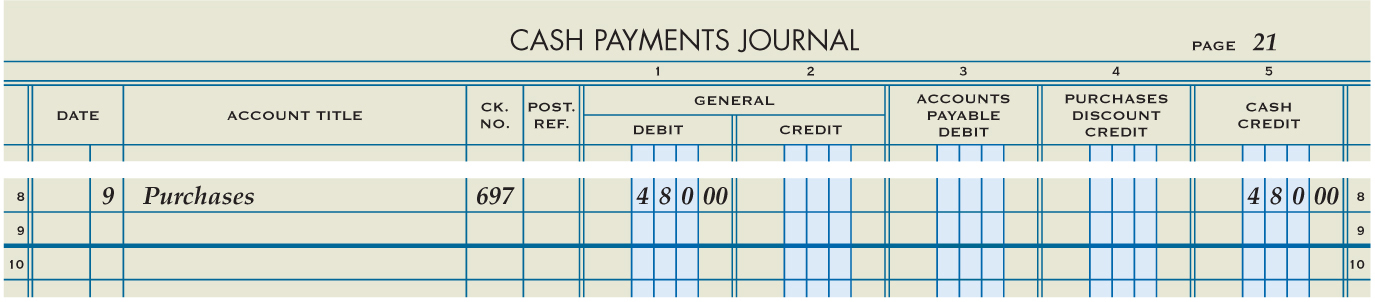 CASH PAYMENTS JOURNAL PAGE 21
1 2 3 4 5
DATE ACCOUNT TITLE CK. NO. POST. REF. GENERAL DEBIT CREDIT ACCOUNTS PAYABLE DEBIT PURCHASES DISCOUNT CREDIT CASH CREDIT
8 9 Purchases 697 480 00 480 00 8
9 9
10 10